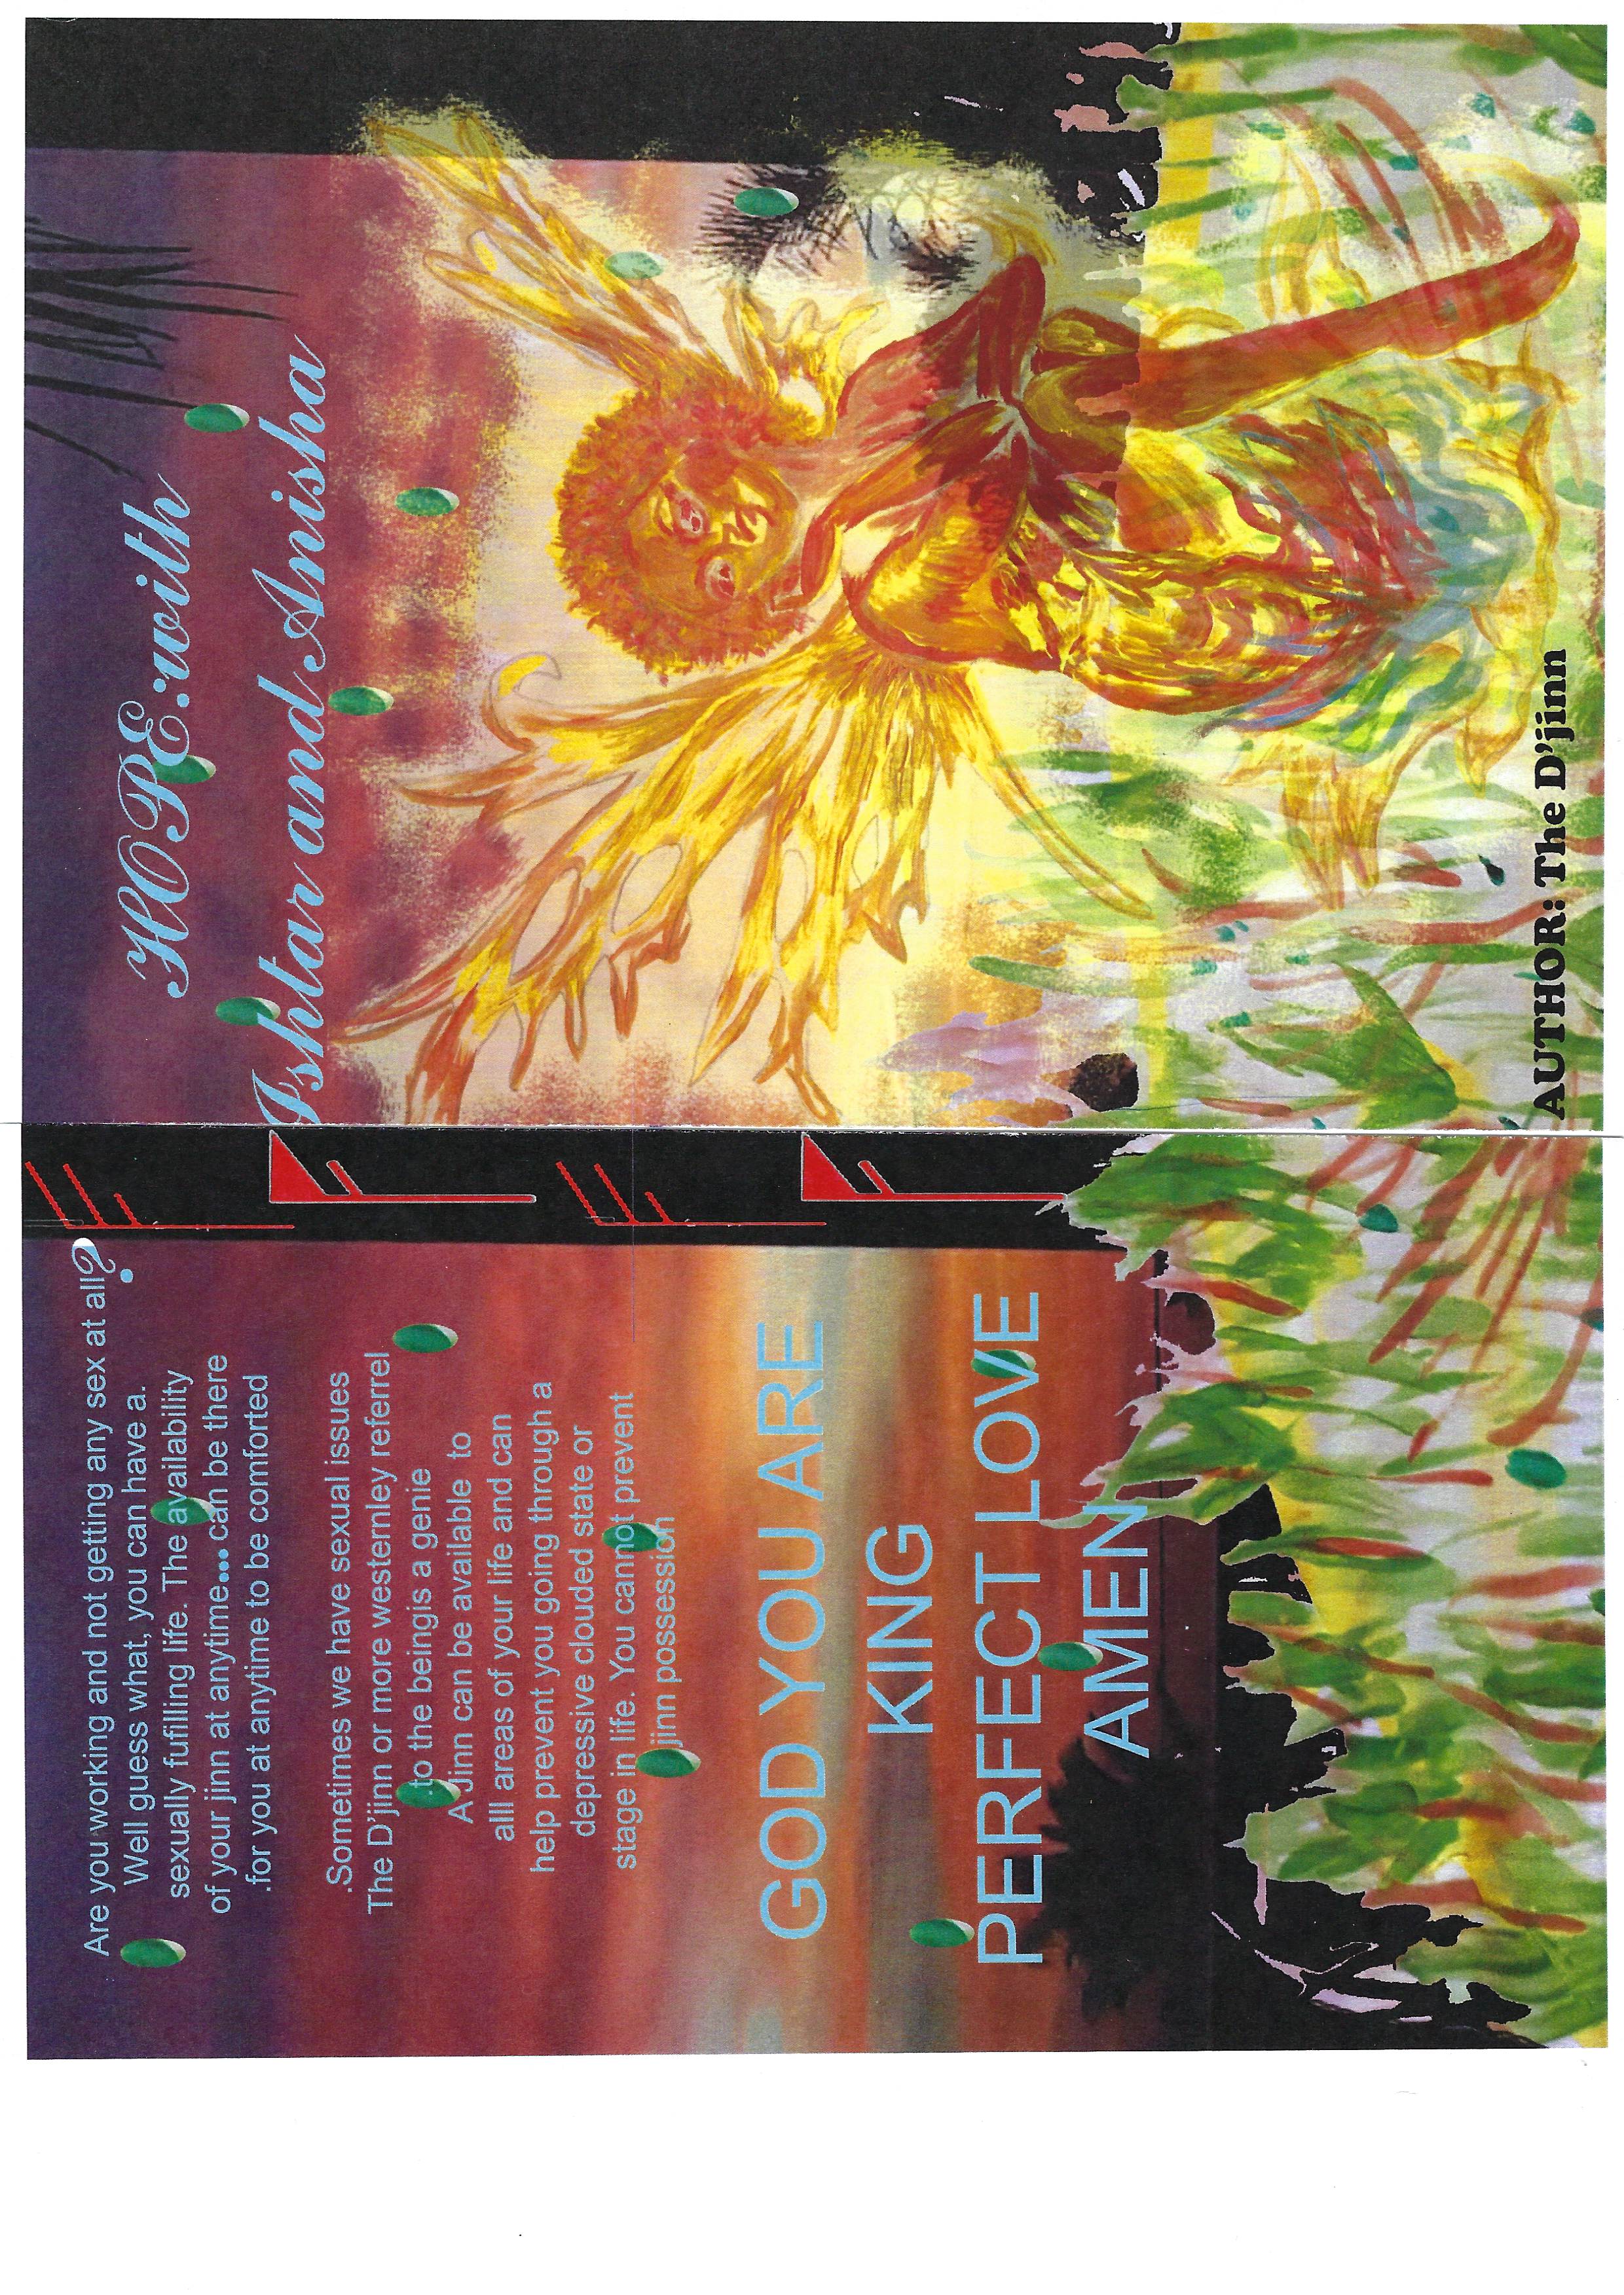 Are you working and not getting any sex at all?
Well guess what, you can have a.
sexually fufilling life. The availability
of your jinn at anytime... can be there
.for you at anytime to be comforted
.Sometimes we have sexual issues
The D'jinn or more westernley referrel
.to the beingis a genie
A Jinn can be available to
alll areas of your life and can
help prevent you going through a
depressive clouded state or
stage in life. You cannot prevent
jinn possession
GOD YOU ARE
KING
PERFECT LOVE
AMEN
HOPE:with
Ishtar and Anisha
AUTHOR: The D'jinn